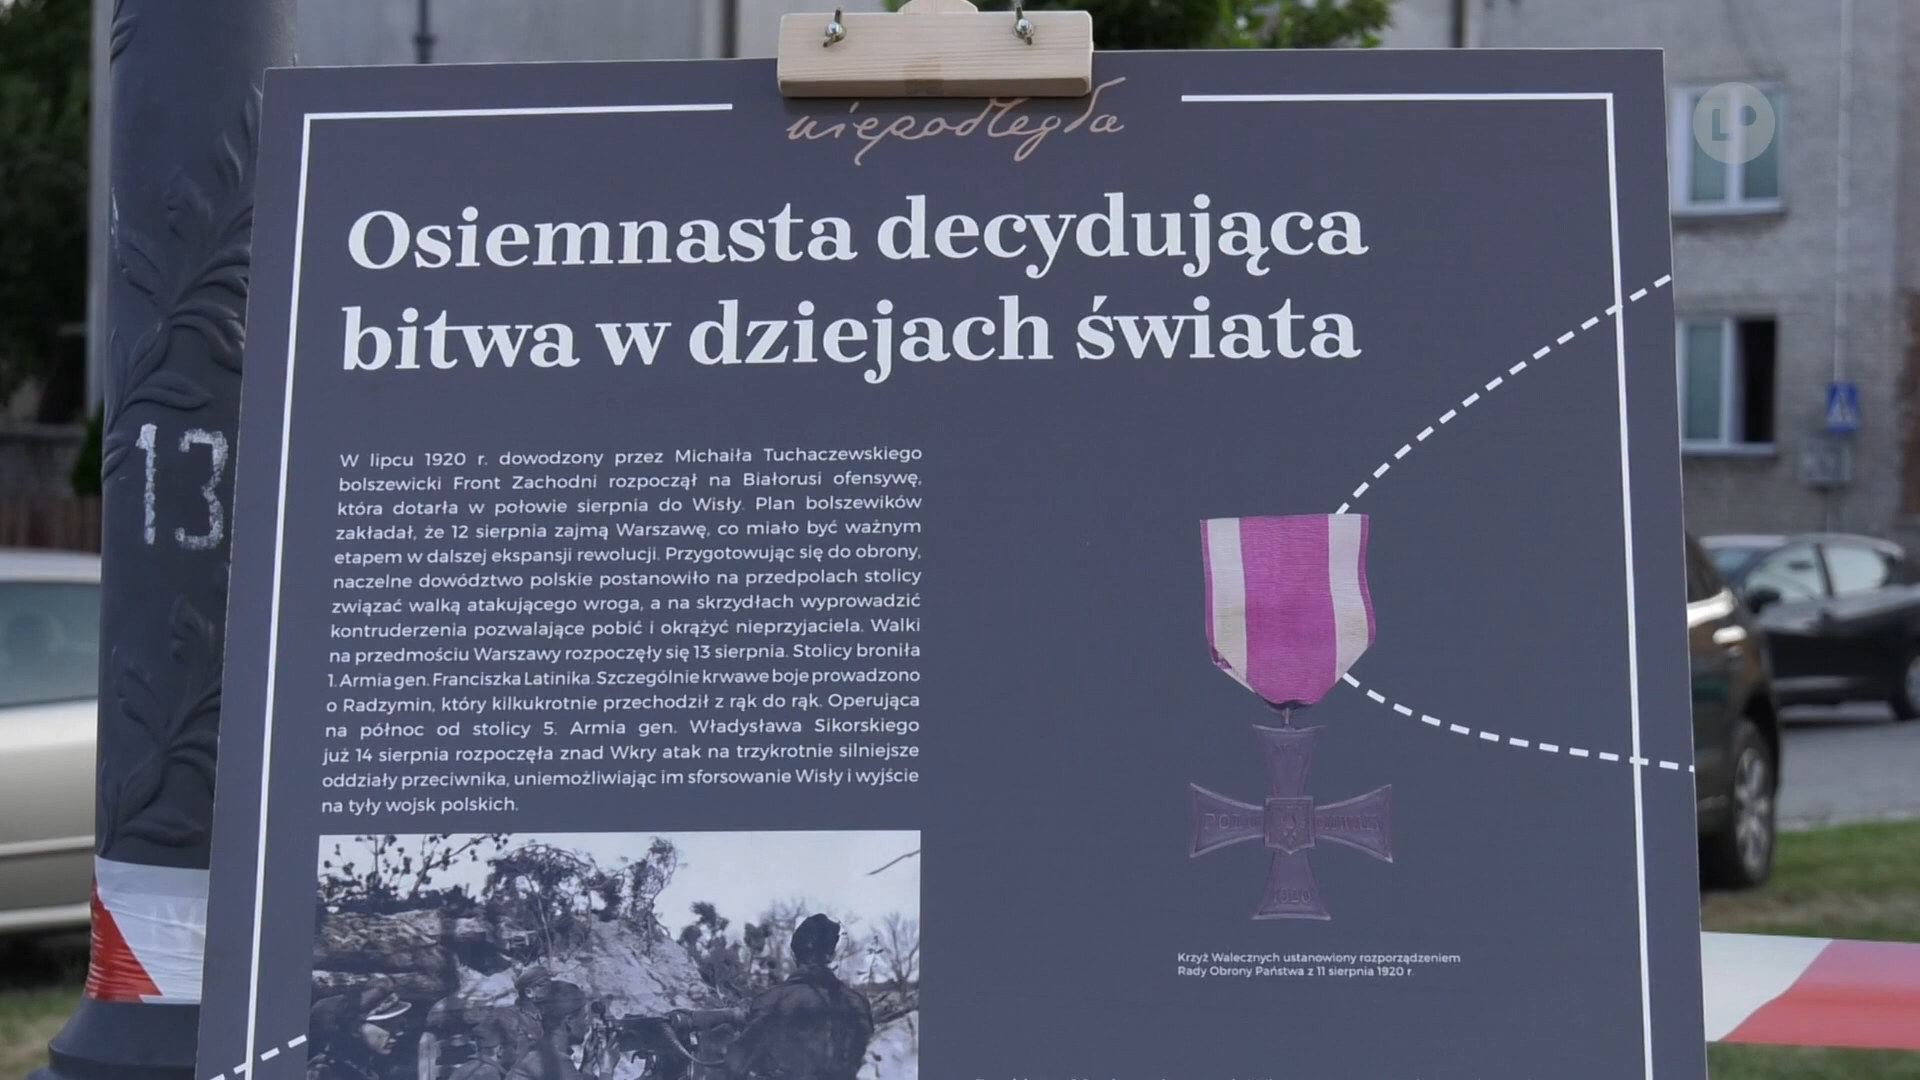 niepodległa
Osiemnasta decydująca
bitwa w dziejach świata
13
W lipcu 1920 r. dowodzony przez Michaiła Tuchaczewskiego
bolszewicki Front Zachodni rozpoczął na Białorusi ofensywę,
która dotarła w połowie sierpnia do Wisły. Plan bolszewików
zakładał, że 12 sierpnia zajmą Warszawę, co miało być ważnym
etapem w dalszej ekspansji rewolucji. Przygotowując się do obrony,
naczelne dowództwo polskie postanowiło na przedpolach stolicy
związać walką atakującego wroga, a na skrzydłach wyprowadzić
kontruderzenia pozwalające pobić i okrążyć nieprzyjaciela. Walki
na przedmościu Warszawy rozpoczęły się 13 sierpnia. Stolicy broniła
1. Armia gen. Franciszka Latinika. Szczególnie krwawe boje prowadzono
o Radzymin, który kilkukrotnie przechodził z rąk do rąk. Operująca
na północ od stolicy 5. Armia gen. Władysława Sikorskiego
już 14 sierpnia rozpoczęła znad Wkry atak na trzykrotnie silniejsze
oddziały przeciwnika, uniemożliwiając im sforsowanie Wisły i wyjście
na tyły wojsk polskich.
1920
Krzyż Walecznych ustanowiony rozporządzeniem
Rady Obrony Państwa z 11 sierpnia 1920 r.